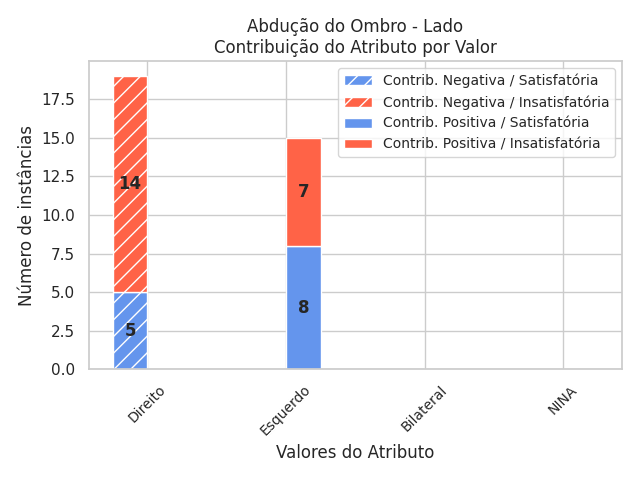 Abdução do Ombro - Lado
Contribuição do Atributo por Valor
Contrib. Negativa / Satisfatória
Contrib. Negativa / Insatisfatória
Contrib. Positiva / Satisfatória
Contrib. Positiva / Insatisfatória
Número de instâncias
17.5
15.0
12.5
10.0
7.5
5.0
2.5
0.0
14
5
7
8
Direito
Esquerdo
Bilateral
NINA
Valores do Atributo